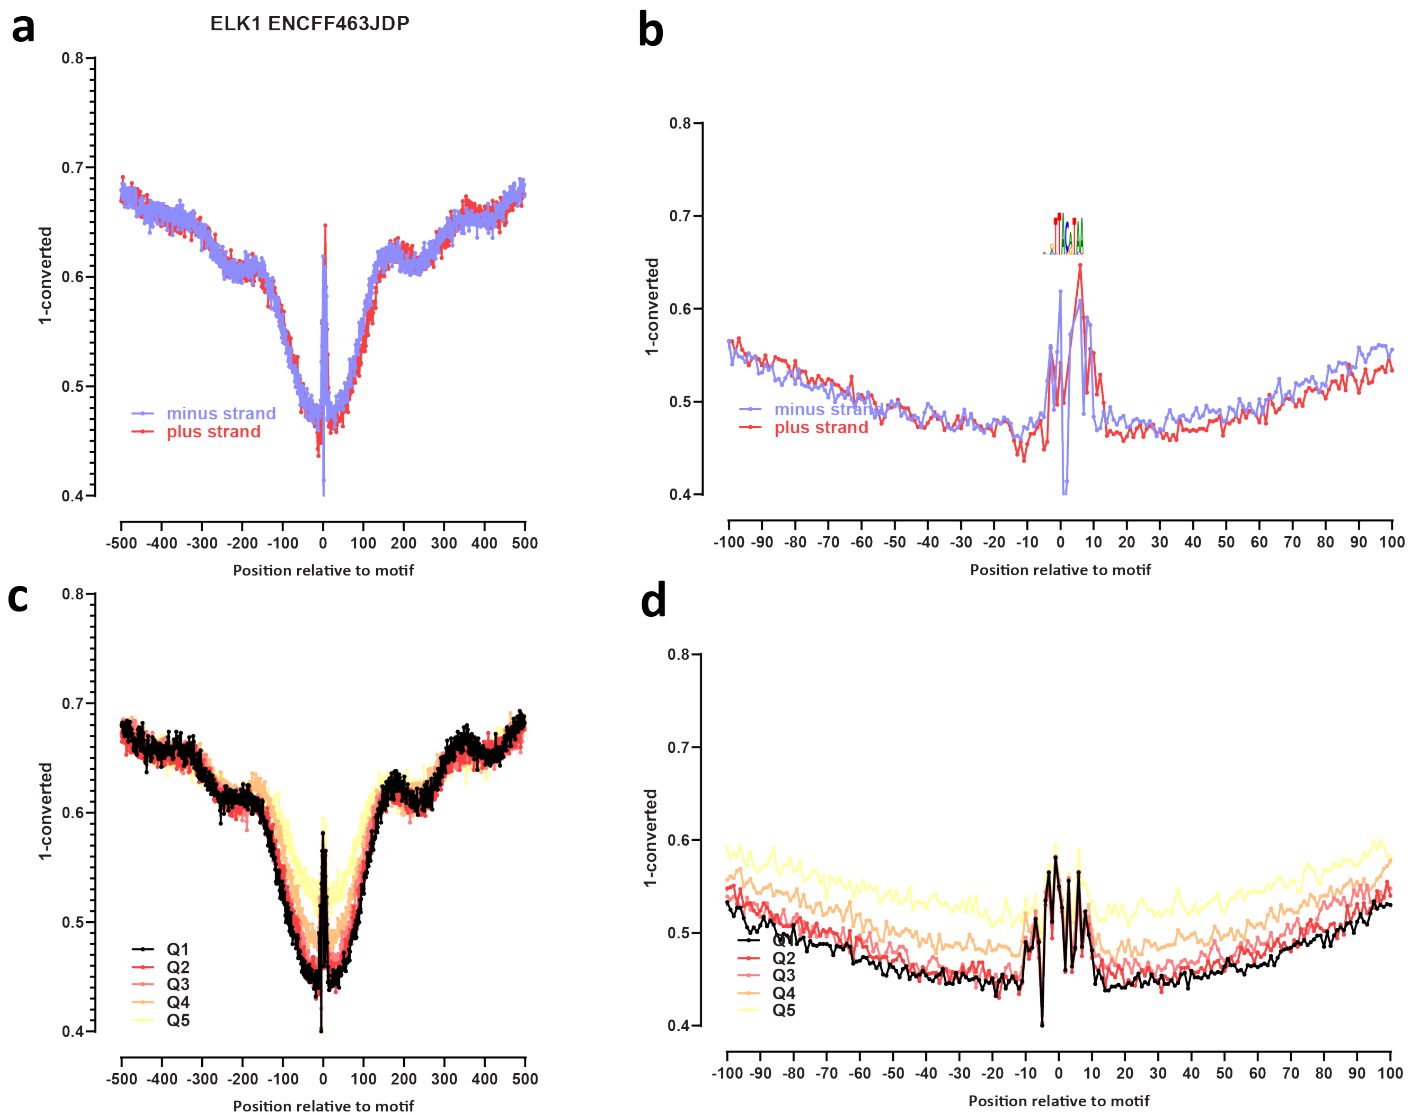 a
ELK1 ENCFF463JDP
0.8
0.7
0.6
0.5
0.4
1-converted
minus strand
plus strand
-500 -400 -300 -200 -100 0 100 200 300 400 500
Position relative to motif
b
0.8
0.7
0.6
0.5
0.4
1-converted
minus strand
plus strand
-100 -90 -80 -70 -60 -50 -40 -30 -20 -10 0 10 20 30 40 50 60 70 80 90 100
Position relative to motif
c
0.8
0.7
0.6
0.5
0.4
1-converted
Q1
Q2
Q3
Q4
Q5
-500 -400 -300 -200 -100 0 100 200 300 400 500
Position relative to motif
d
0.8
0.7
0.6
0.5
0.4
1-converted
Q1
Q2
Q3
Q4
Q5
-100 -90 -80 -70 -60 -50 -40 -30 -20 -10 0 10 20 30 40 50 60 70 80 90 100
Position relative to motif